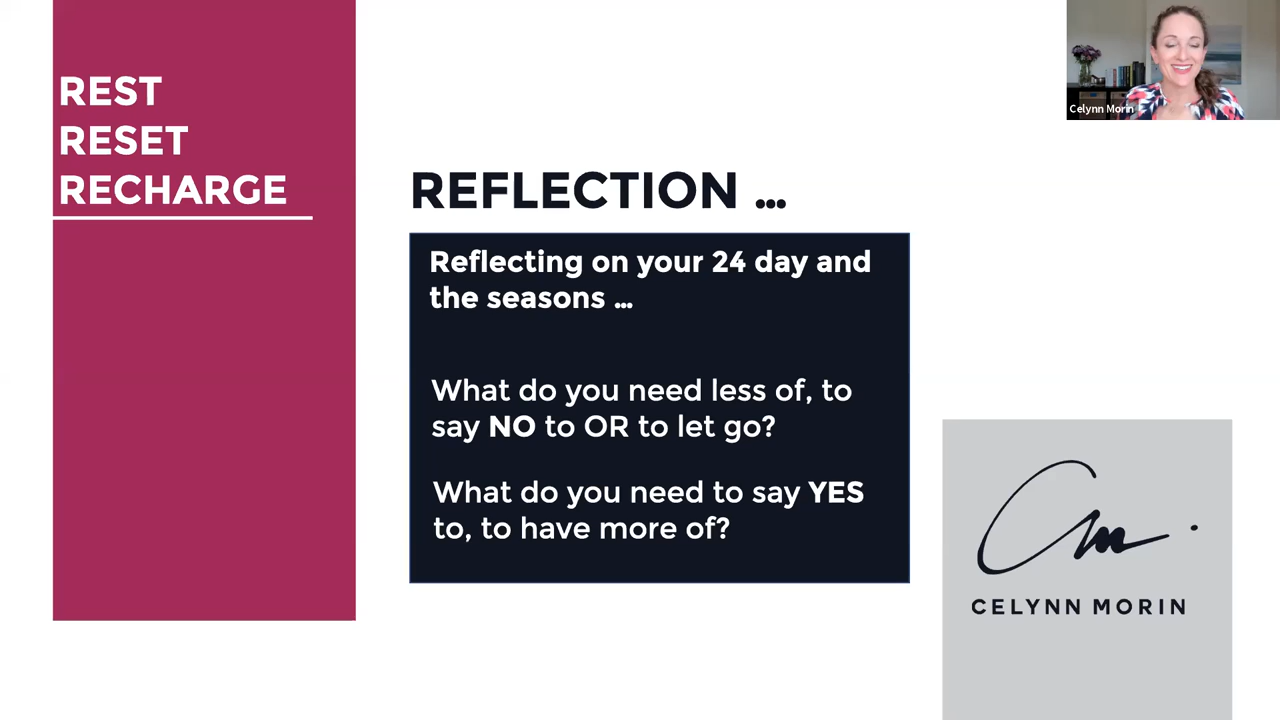 REST
RESET
RECHARGE
Celynn Morin
REFLECTION ...
Reflecting on your 24 day and
the seasons ...
What do you need less of, to
say NO to OR to let go?
What do you need to say YES
to, to have more of?
Cm.
CELYNN MORIN